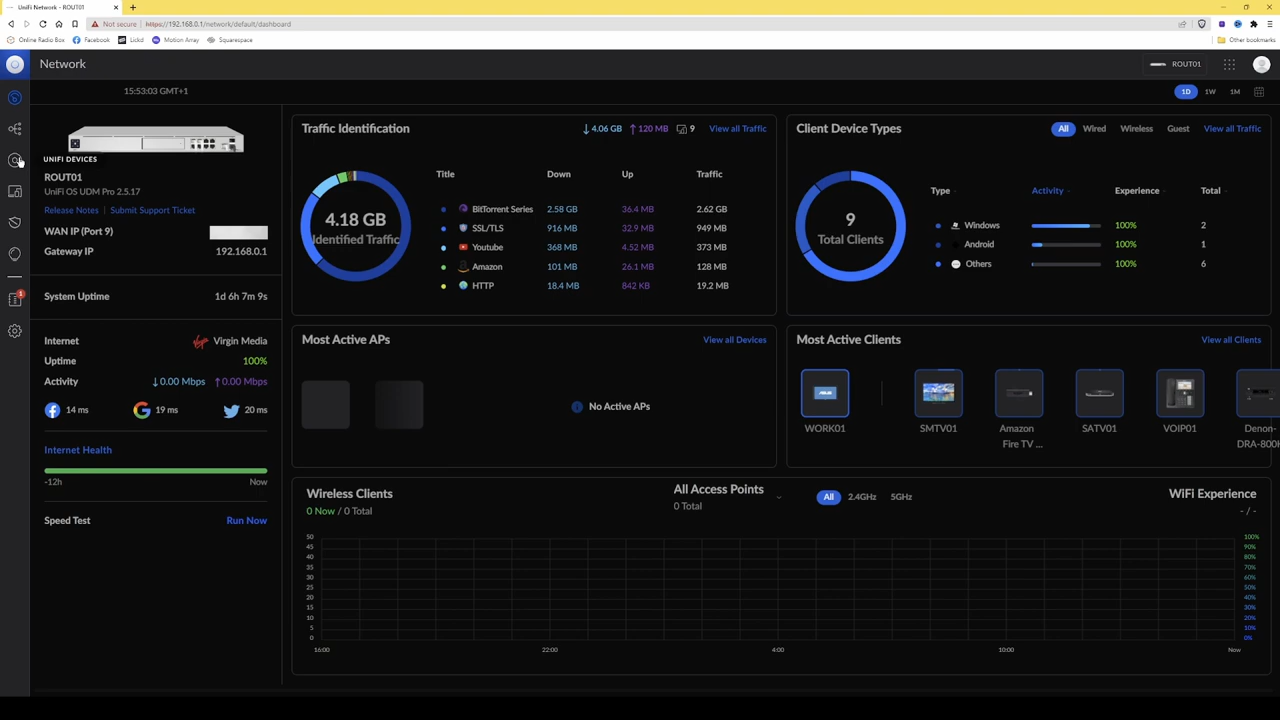 UniFi Network - ROUT01
Not secure
https://192.168.0.1/network/default/dashboard
Online Radio Box
Facebook
Lickd
Motion Array
Squarespace
Other bookmarks
Network
ROUT01
15:53:03 GMT+1
1D
1W
1M
UNIFI DEVICES
ROUT01
UniFi OS UDM Pro 2.5.17
Release Notes | Submit Support Ticket
WAN IP (Port 9)
Gateway IP 192.168.0.1
System Uptime 1d 6h 7m 9s
Internet Virgin Media
Uptime 100%
Activity ↓0.00 Mbps ↑0.00 Mbps
14 ms 19 ms 20 ms
Internet Health
-12h Now
Speed Test Run Now
Traffic Identification ↓4.06 GB ↑120 MB 9 View all Traffic
4.18 GB
Identified Traffic
Title Down Up Traffic
BitTorrent Series 2.58 GB 36.4 MB 2.62 GB
SSL/TLS 916 MB 32.9 MB 949 MB
Youtube 368 MB 4.52 MB 373 MB
Amazon 101 MB 26.1 MB 128 MB
HTTP 18.4 MB 842 KB 19.2 MB
Client Device Types All Wired Wireless Guest View all Traffic
9
Total Clients
Type Activity Experience Total
Windows 100% 2
Android 100% 1
Others 100% 6
Most Active APs View all Devices
No Active APs
Most Active Clients View all Clients
WORK01
SMTV01
Amazon
Fire TV ...
SATV01
VOIP01
Denon-
DRA-800H
Wireless Clients
0 Now / 0 Total
All Access Points
0 Total
All 2.4GHz 5GHz
WiFi Experience
- / -
50 100%
45 90%
40 80%
35 70%
30 60%
25 50%
20 40%
15 30%
10 20%
5 10%
0 0%
16:00 22:00 4:00 10:00 Now